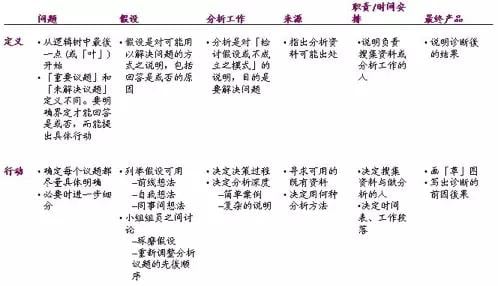 问题 假设 分析工作 来源 职责/时间安排 最终产品
定义
•从逻辑树中最後
一点(或「叶」)
开始
•「重要议题」和
「未解决议题」
定义不同。要明
确界定才能回答
是或否，而能提
出具体行动
•假设是对可能用
以解决问题的方
式之说明，包括
回答是或否的原
因
•分析是对「检
讨假设或不成
立之模式」的
说明，目的是
要解决问题
•指出分析资
料可能出处
•说明负责
搜集资料或
分析工作的
人
•说明诊断後
的结果
行动
•确定每个议题都
尽量具体明确
•必要时进一步细
分
•列举假设可用
–前线想法
–自我想法
–同事间想法
•小组组员之间讨
论
–琢磨假设
–重新调整分析
议题的先後顺
序
•决定决策过程
•决定分析深度
–简单案例
–复杂的说明
•寻求可用的
既有资料
•决定用何种
分析方法
•决定搜集
资料与做分
析的人
•决定时间
表、工作段
落
•画「草」图
•写出诊断的
前因後果